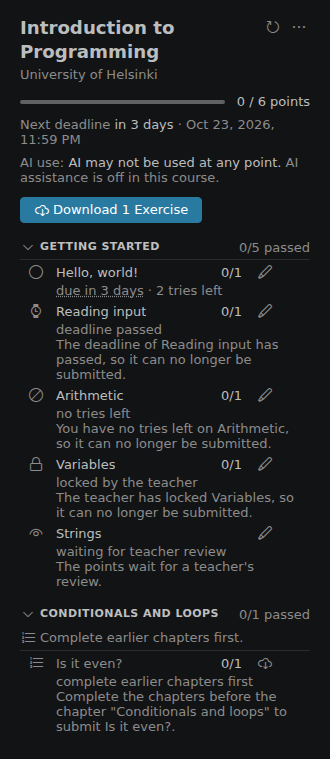 Introduction to
Programming
University of Helsinki
0 / 6 points
Next deadline in 3 days · Oct 23, 2026,
11:59 PM
AI use: AI may not be used at any point. AI
assistance is off in this course.
Download 1 Exercise
GETTING STARTED 0/5 passed
Hello, world! 0/1
due in 3 days · 2 tries left
Reading input 0/1
deadline passed
The deadline of Reading input has
passed, so it can no longer be
submitted.
Arithmetic 0/1
no tries left
You have no tries left on Arithmetic,
so it can no longer be submitted.
Variables 0/1
locked by the teacher
The teacher has locked Variables, so
it can no longer be submitted.
Strings
waiting for teacher review
The points wait for a teacher's
review.
CONDITIONALS AND LOOPS 0/1 passed
Complete earlier chapters first.
Is it even? 0/1
complete earlier chapters first
Complete the chapters before the
chapter "Conditionals and loops" to
submit Is it even?.